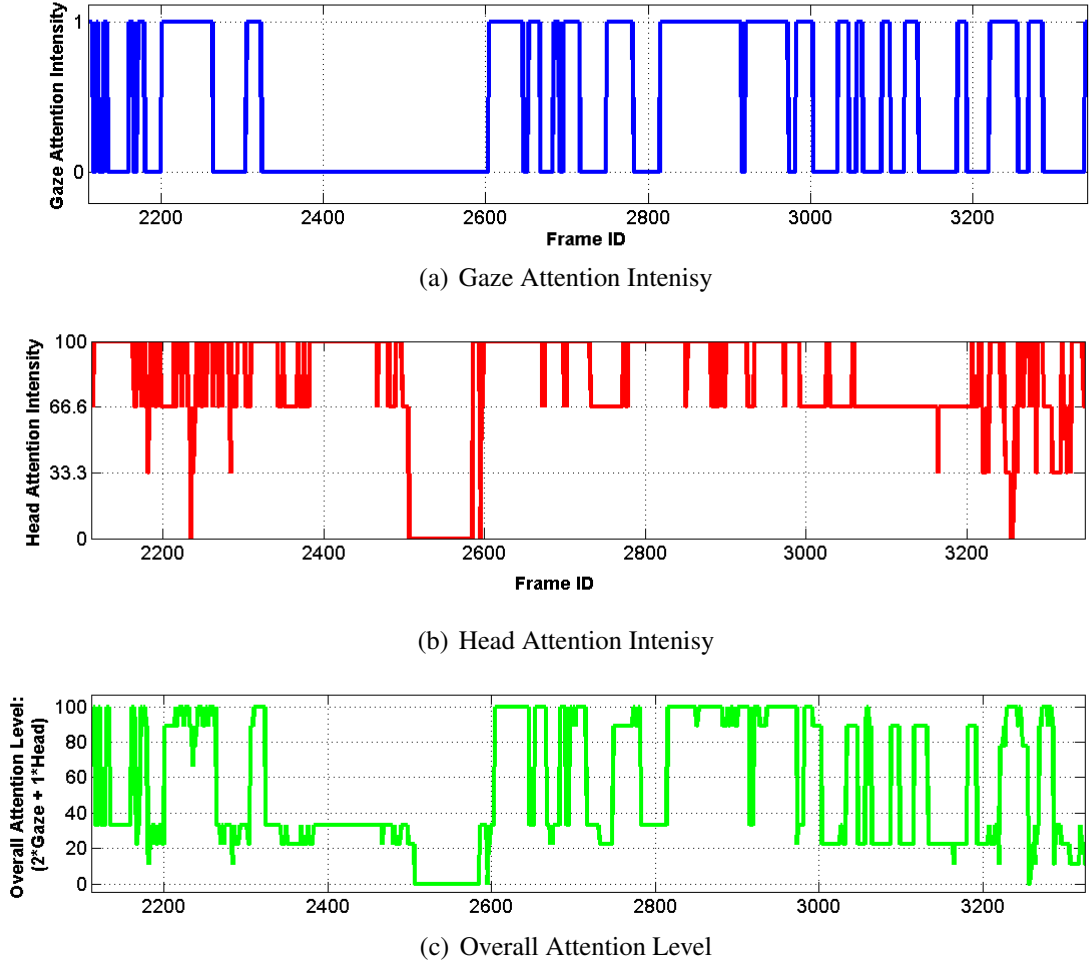 Gaze Attention Intensity
1
0
2200 2400 2600 2800 3000 3200
Frame ID
(a) Gaze Attention Intenisy
Head Attention Intensity
100
66.6
33.3
0
2200 2400 2600 2800 3000 3200
Frame ID
(b) Head Attention Intenisy
Overall Attention Level:
(2*Gaze + 1*Head)
100
80
60
40
20
0
2200 2400 2600 2800 3000 3200
(c) Overall Attention Level